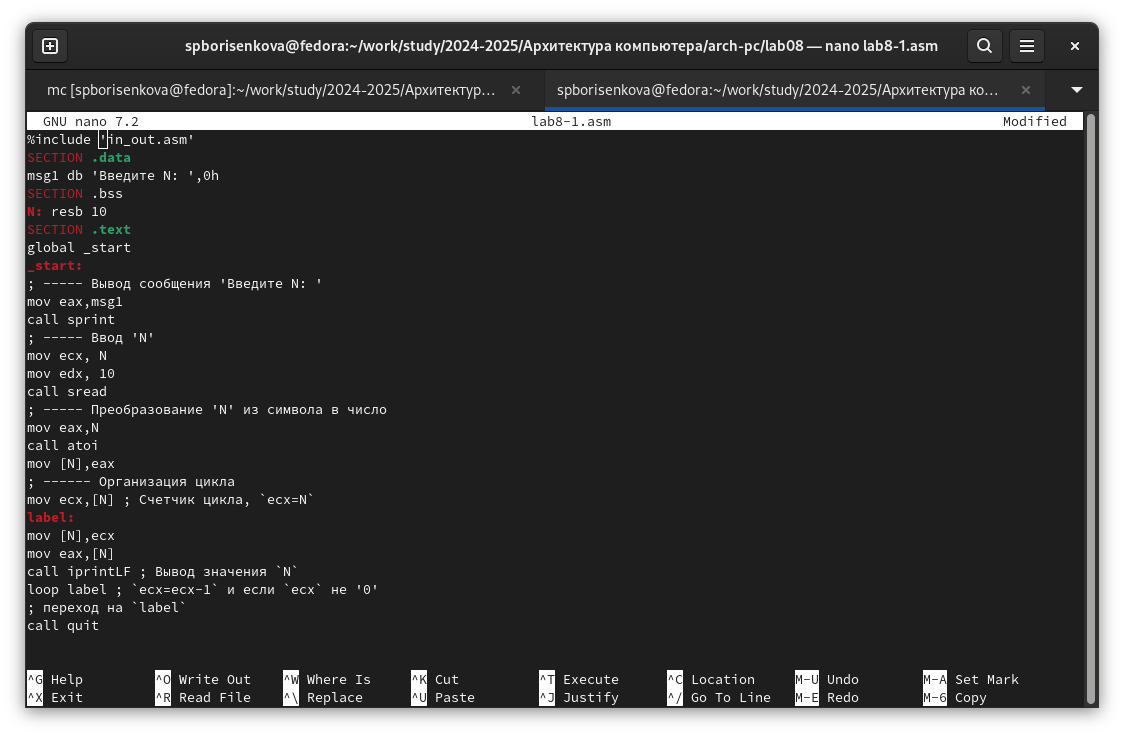 spborisenkova@fedora:~/work/study/2024-2025/Архитектура компьютера/arch-pc/lab08 — nano lab8-1.asm
mc [spborisenkova@fedora]:~/work/study/2024-2025/Архитектур... spborisenkova@fedora:~/work/study/2024-2025/Архитектура ко...
GNU nano 7.2 lab8-1.asm Modified
%include 'in_out.asm'
SECTION .data
msg1 db 'Введите N: ',0h
SECTION .bss
N: resb 10
SECTION .text
global _start
_start:
; ----- Вывод сообщения 'Введите N: '
mov eax,msg1
call sprint
; ----- Ввод 'N'
mov ecx, N
mov edx, 10
call sread
; ----- Преобразование 'N' из символа в число
mov eax,N
call atoi
mov [N],eax
; ------ Организация цикла
mov ecx,[N] ; Счетчик цикла, `ecx=N`
label:
mov [N],ecx
mov eax,[N]
call iprintLF ; Вывод значения `N`
loop label ; `ecx=ecx-1` и если `ecx` не '0'
; переход на `label`
call quit
^G Help ^O Write Out ^W Where Is ^K Cut ^T Execute ^C Location M-U Undo M-A Set Mark
^X Exit ^R Read File ^\ Replace ^U Paste ^J Justify ^/ Go To Line M-E Redo M-6 Copy